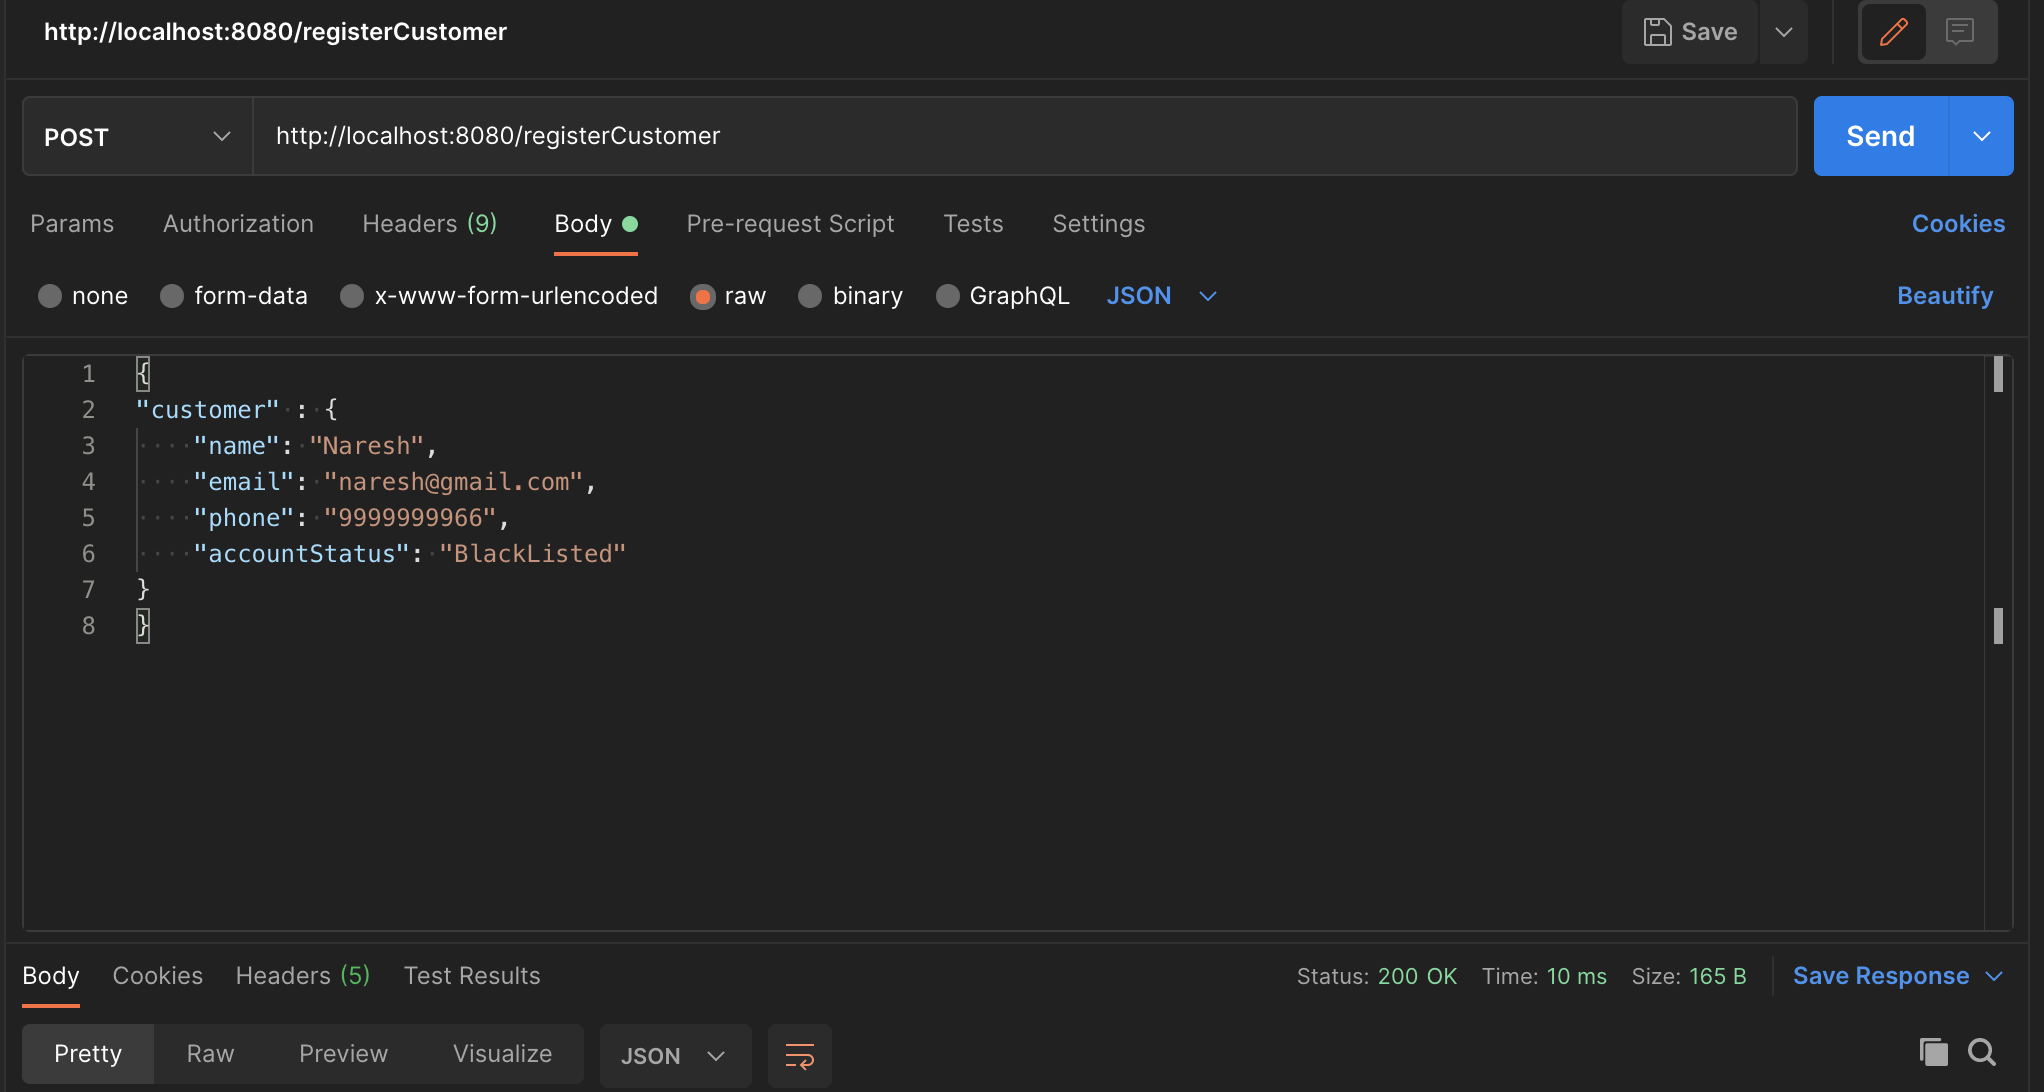 http://localhost:8080/registerCustomer
Save
POST
http://localhost:8080/registerCustomer
Send
Params Authorization Headers (9) Body Pre-request Script Tests Settings Cookies
none form-data x-www-form-urlencoded raw binary GraphQL JSON Beautify
1 {
2 "customer" : {
3 "name": "Naresh",
4 "email": "naresh@gmail.com",
5 "phone": "9999999966",
6 "accountStatus": "BlackListed"
7 }
8 }
Body Cookies Headers (5) Test Results Status: 200 OK Time: 10 ms Size: 165 B Save Response
Pretty Raw Preview Visualize JSON